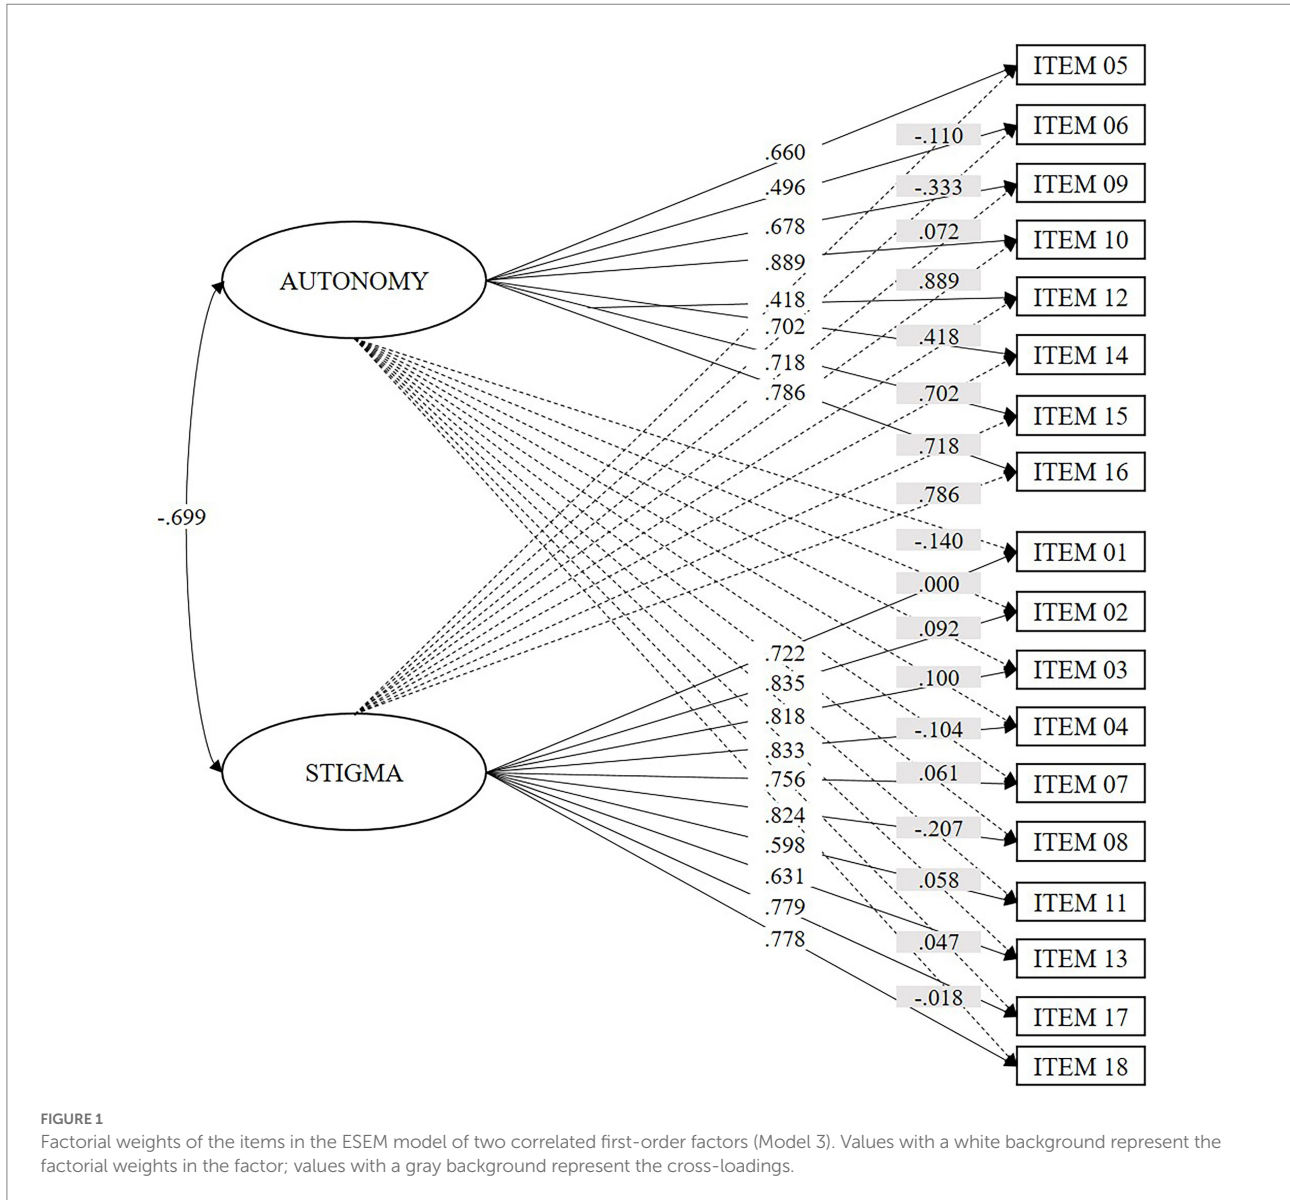 ITEM 05
ITEM 06
ITEM 09
ITEM 10
ITEM 12
ITEM 14
ITEM 15
ITEM 16
ITEM 01
ITEM 02
ITEM 03
ITEM 04
ITEM 07
ITEM 08
ITEM 11
ITEM 13
ITEM 17
ITEM 18
AUTONOMY
STIGMA
-.699
.660
.496
.678
.889
.418
.702
.718
.786
-.110
-.333
.072
.889
.418
.702
.718
.786
-.140
.000
.092
.100
-.104
.061
-.207
.058
.047
-.018
.722
.835
.818
.833
.756
.824
.598
.631
.779
.778
FIGURE 1
Factorial weights of the items in the ESEM model of two correlated first-order factors (Model 3). Values with a white background represent the
factorial weights in the factor; values with a gray background represent the cross-loadings.